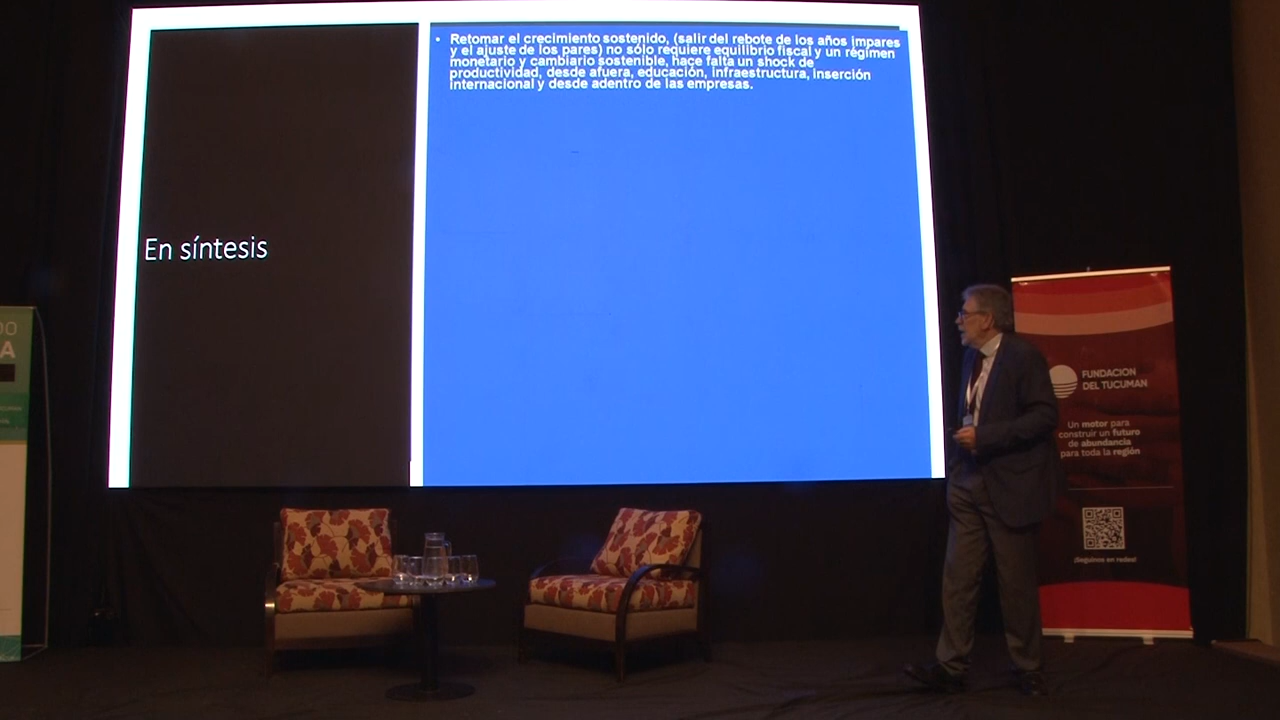 En síntesis
• Retomar el crecimiento sostenido, (salir del rebote de los años impares
y el ajuste de los pares) no sólo requiere equilibrio fiscal y un régimen
monetario y cambiario sostenible, hace falta un shock de
productividad, desde afuera, educación, infraestructura, inserción
internacional y desde adentro de las empresas.
FUNDACION
DEL TUCUMAN
Un motor para
construir un futuro
de abundancia
para toda la región
¡Seguinos en redes!